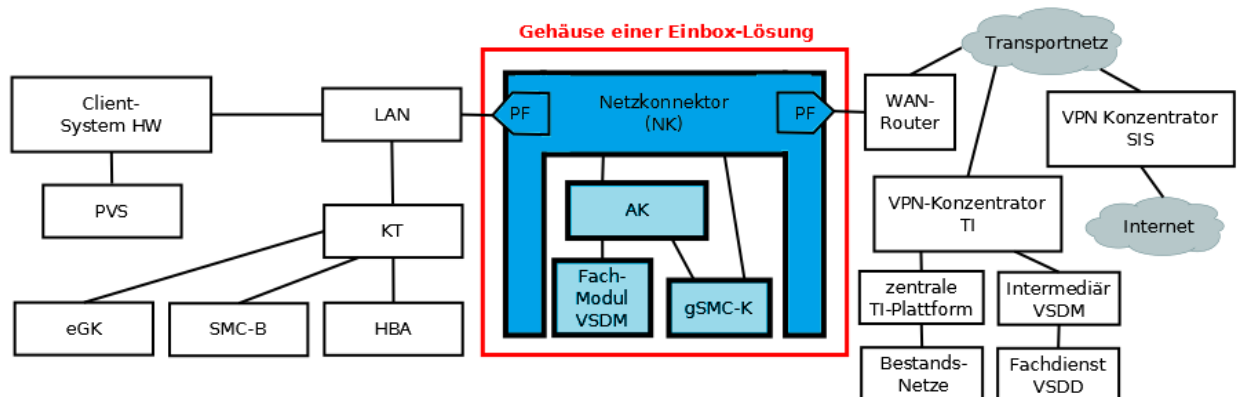 Gehäuse einer Einbox-Lösung
Client-
System HW
PVS
LAN
KT
eGK
SMC-B
HBA
PF
Netzkonnektor
(NK)
PF
AK
Fach-
Modul
VSDM
gSMC-K
WAN-
Router
Transportnetz
VPN Konzentrator
SIS
Internet
VPN-Konzentrator
TI
zentrale
TI-Plattform
Intermediär
VSDM
Bestands-
Netze
Fachdienst
VSDD